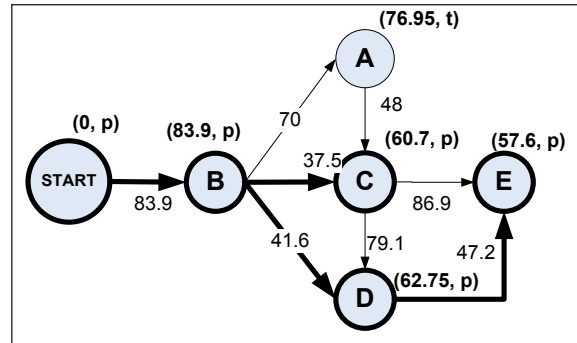 (76.95, t)
A
(0, p)
(83.9, p)
70
48
(60.7, p)
(57.6, p)
START
B
37.5
C
E
83.9
86.9
41.6
79.1
47.2
(62.75, p)
D